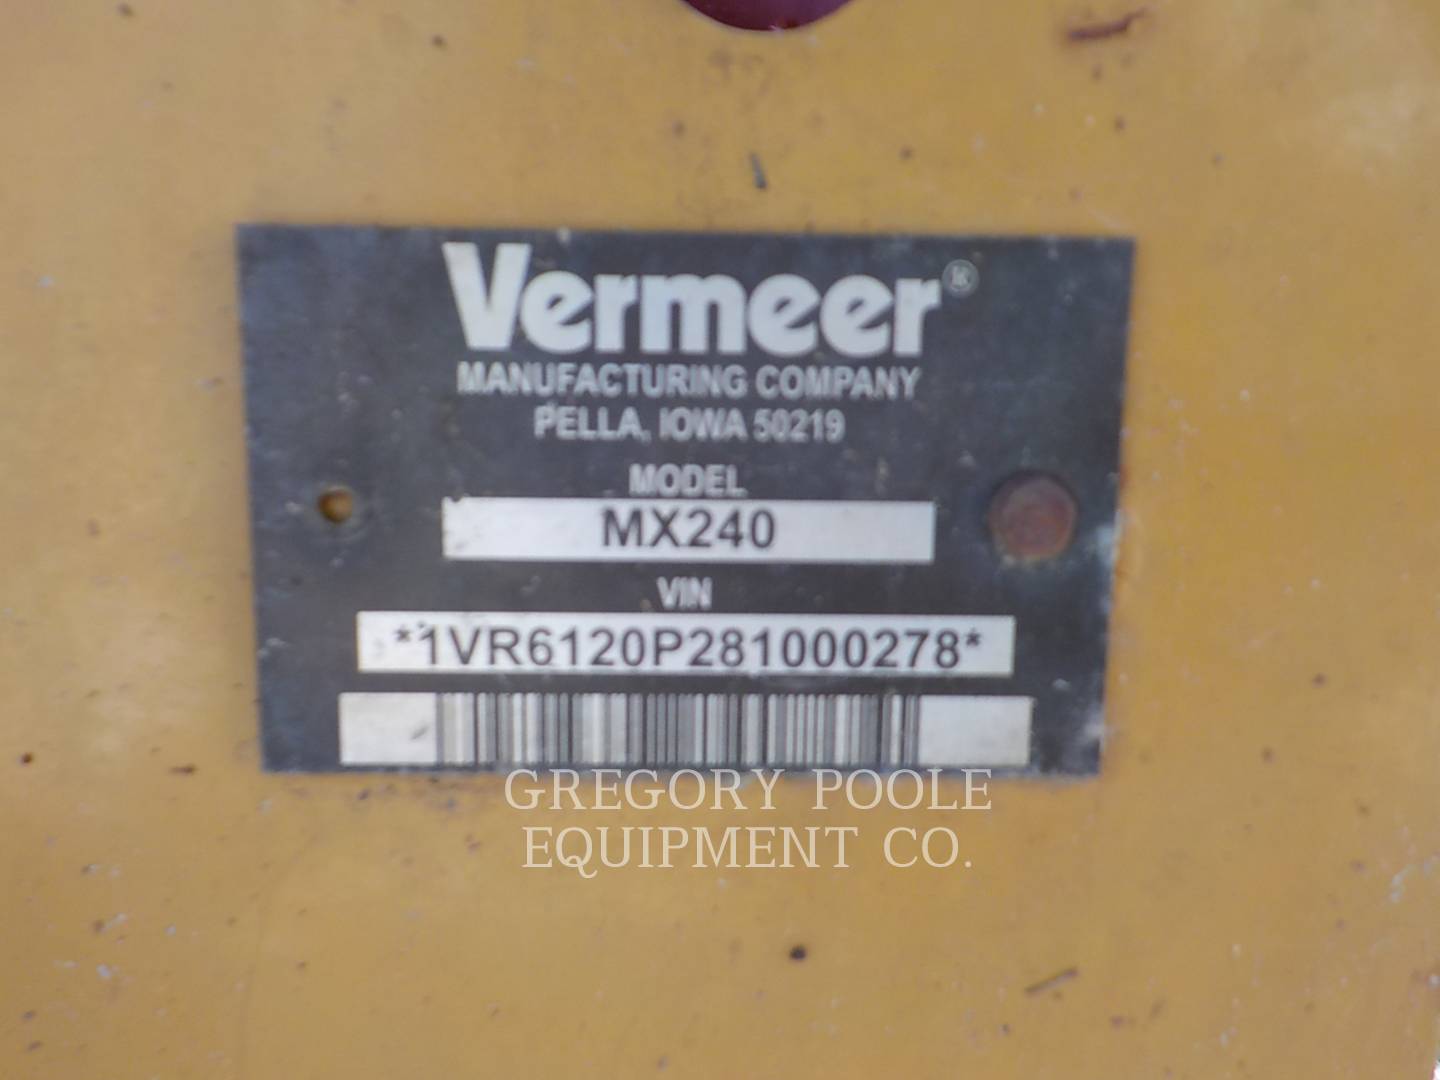 Vermeer®
MANUFACTURING COMPANY
PELLA, IOWA 50219
MODEL
MX240
VIN
*1VR6120P281000278*
GREGORY POOLE
EQUIPMENT CO.